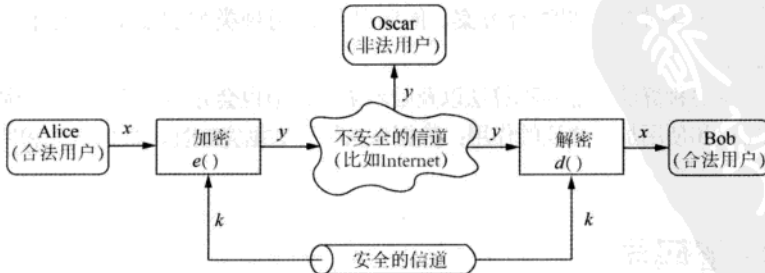 Oscar
(非法用户)
y
Alice
(合法用户)
x
加密
e( )
y
不安全的信道
(比如Internet)
y
解密
d( )
x
Bob
(合法用户)
k
k
安全的信道